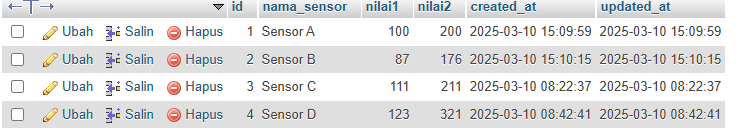 id nama_sensor nilai1 nilai2 created_at updated_at
Ubah Salin Hapus 1 Sensor A 100 200 2025-03-10 15:09:59 2025-03-10 15:09:59
Ubah Salin Hapus 2 Sensor B 87 176 2025-03-10 15:10:15 2025-03-10 15:10:15
Ubah Salin Hapus 3 Sensor C 111 211 2025-03-10 08:22:37 2025-03-10 08:22:37
Ubah Salin Hapus 4 Sensor D 123 321 2025-03-10 08:42:41 2025-03-10 08:42:41